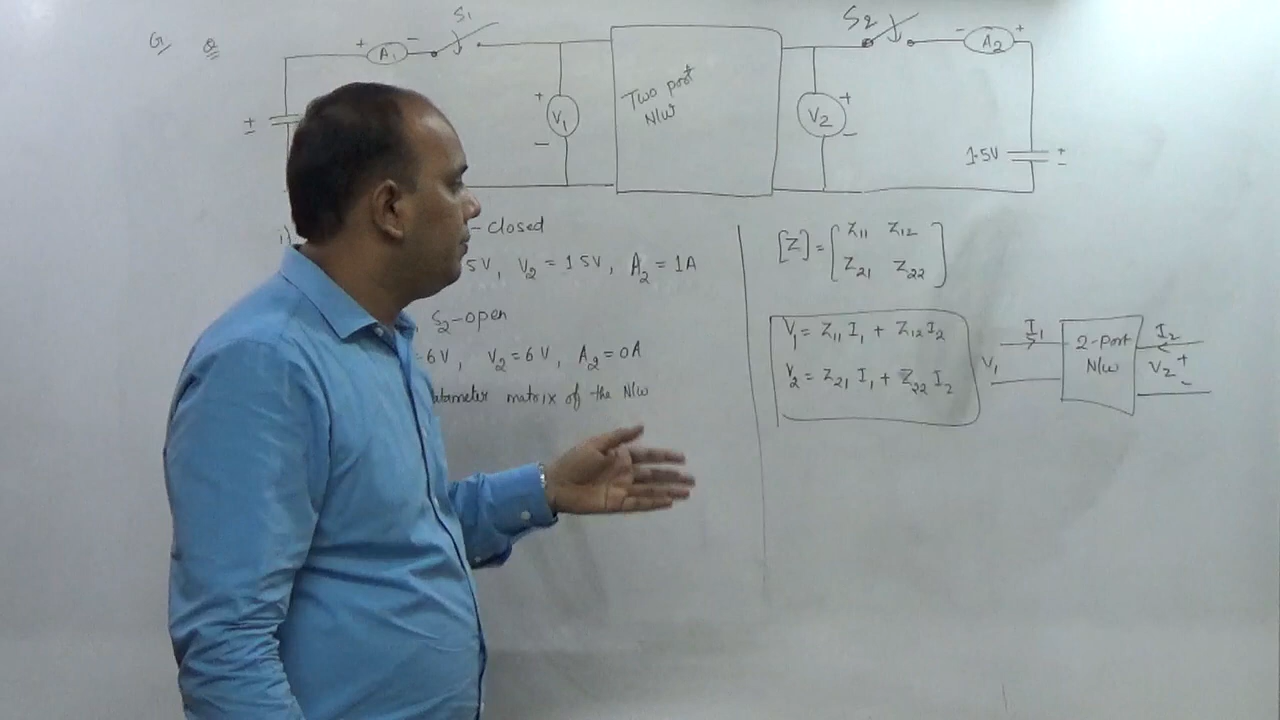 G Q
S1
S2
+ A1 -
- A2 +
+
V1
-
Two port
N/W
V2
+
-
±
1.5V
+
-
i)
- closed
5V, V2 = 1.5V, A2 = 1A
S2-open
=6V, V2=6V, A2=0A
matrix of the N/W
[Z] = [Z11 Z12
Z21 Z22]
V1 = Z11 I1 + Z12 I2
V2 = Z21 I1 + Z22 I2
I1
V1
2-port
N/W
I2
V2
+
-